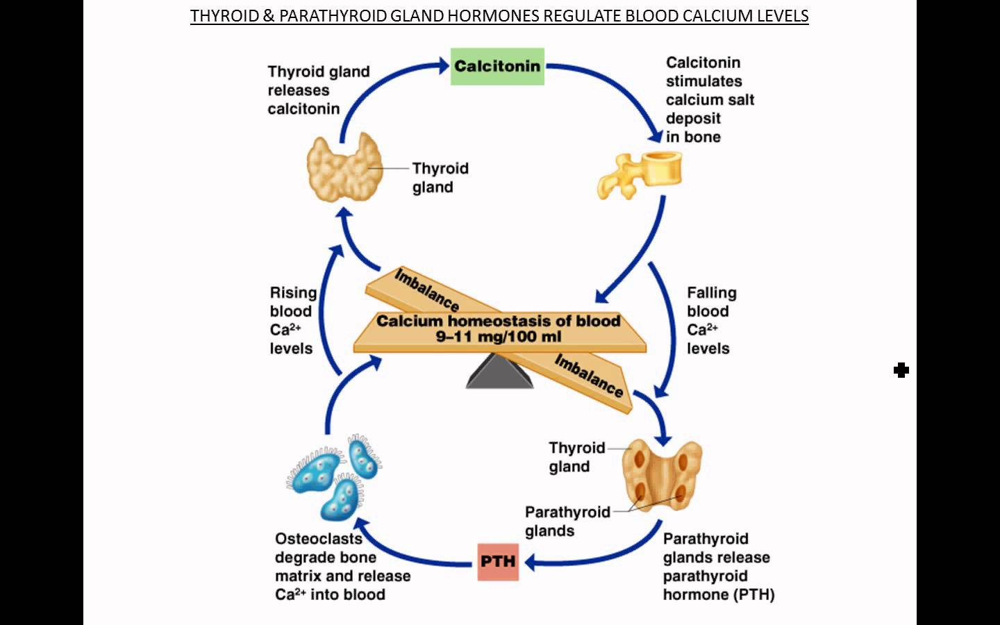 THYROID & PARATHYROID GLAND HORMONES REGULATE BLOOD CALCIUM LEVELS
Thyroid gland
releases
calcitonin
Calcitonin
Calcitonin
stimulates
calcium salt
deposit
in bone
Thyroid
gland
Rising
blood
Ca²⁺
levels
Imbalance
Calcium homeostasis of blood
9–11 mg/100 ml
Imbalance
Falling
blood
Ca²⁺
levels
Thyroid
gland
Parathyroid
glands
Osteoclasts
degrade bone
matrix and release
Ca²⁺ into blood
PTH
Parathyroid
glands release
parathyroid
hormone (PTH)